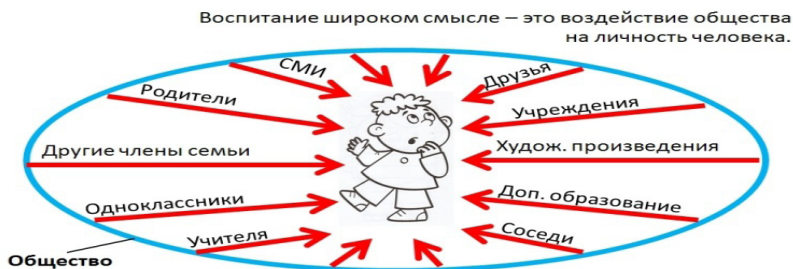 Воспитание широком смысле – это воздействие общества
на личность человека.
СМИ
Друзья
Родители
Учреждения
Другие члены семьи
Худож. произведения
Одноклассники
Доп. образование
Учителя
Соседи
Общество